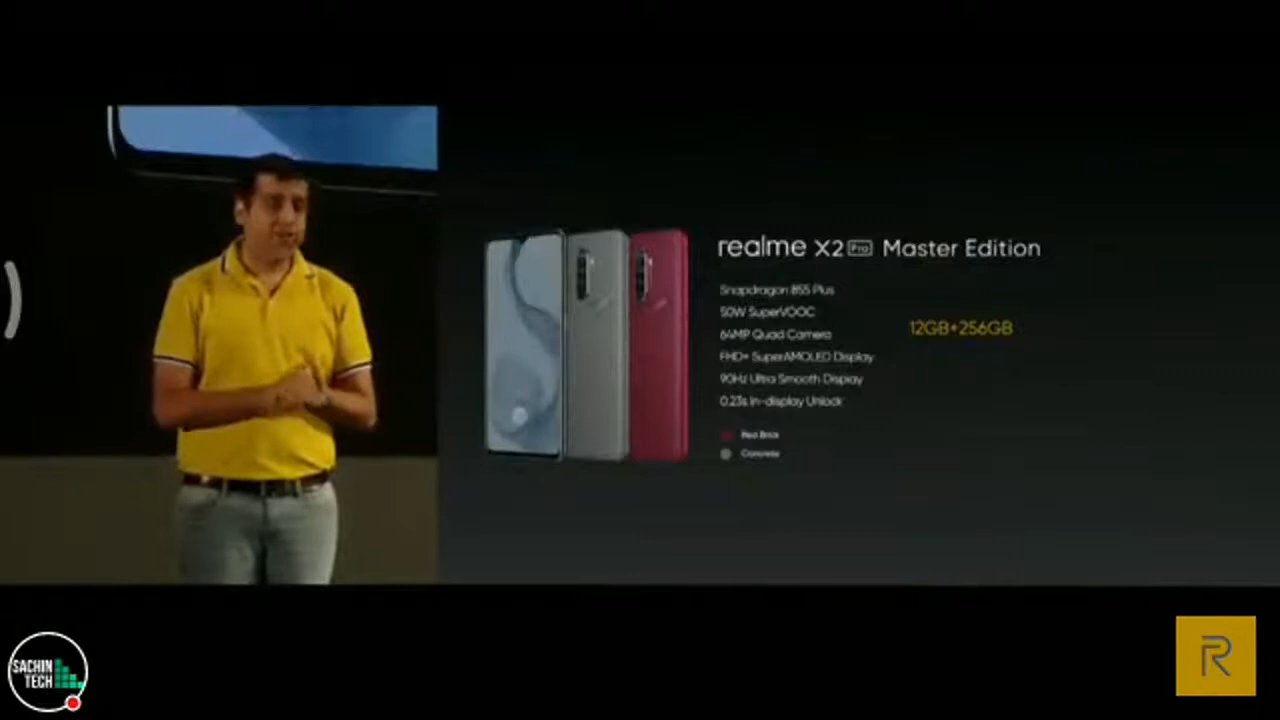 realme X2 Pro Master Edition
Snapdragon 855 Plus
50W SuperVOOC
64MP Quad Camera
FHD+ SuperAMOLED Display
90Hz Ultra Smooth Display
0.23s In-display Unlock
12GB+256GB
Red Brick
Concrete
SACHIN
TECH
R